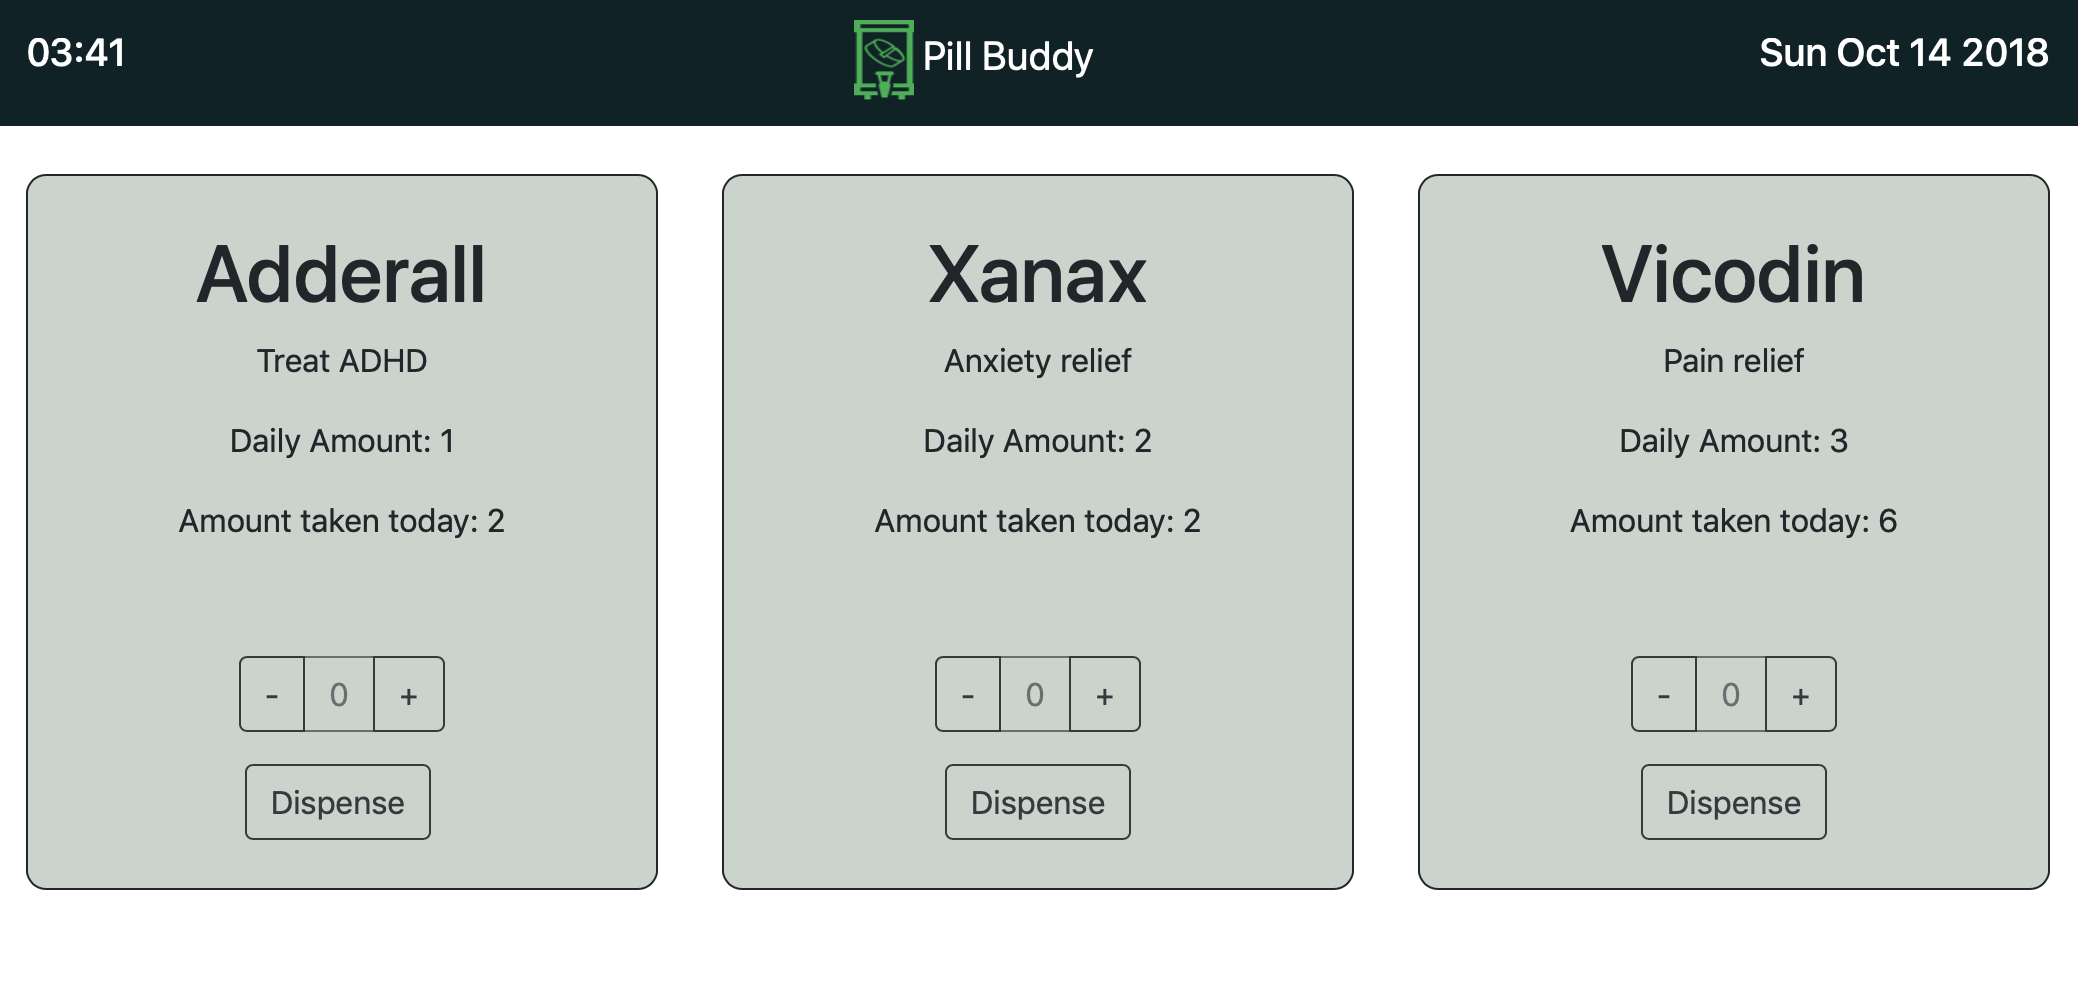 03:41
Pill Buddy
Sun Oct 14 2018
Adderall
Treat ADHD
Daily Amount: 1
Amount taken today: 2
- 0 +
Dispense
Xanax
Anxiety relief
Daily Amount: 2
Amount taken today: 2
- 0 +
Dispense
Vicodin
Pain relief
Daily Amount: 3
Amount taken today: 6
- 0 +
Dispense